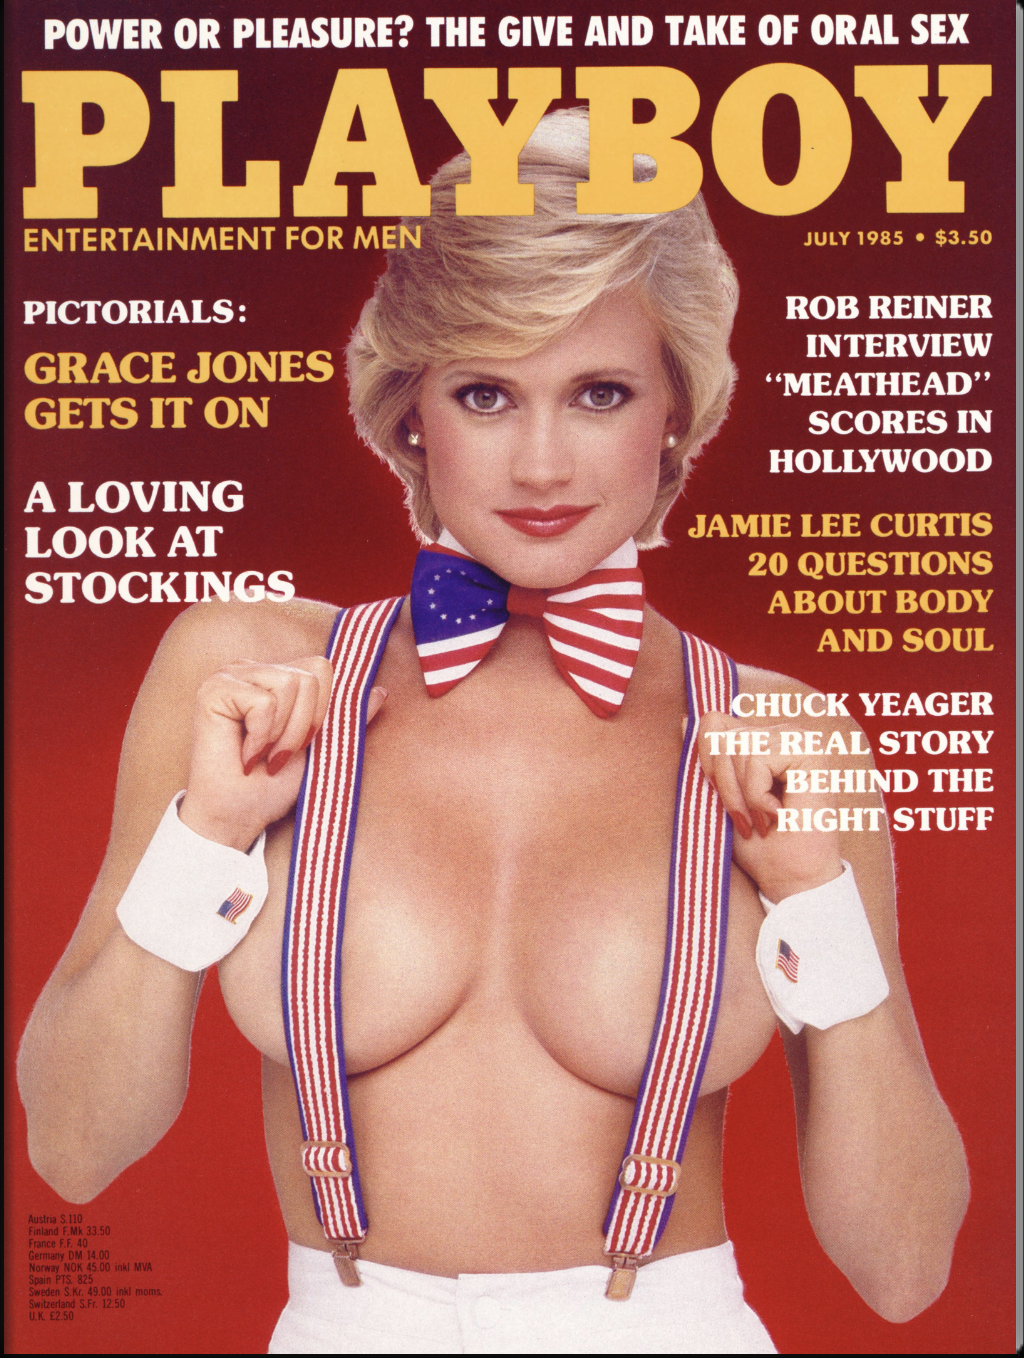 POWER OR PLEASURE? THE GIVE AND TAKE OF ORAL SEX
PLAYBOY
ENTERTAINMENT FOR MEN
JULY 1985 • $3.50
PICTORIALS:
GRACE JONES
GETS IT ON
A LOVING
LOOK AT
STOCKINGS
ROB REINER
INTERVIEW
“MEATHEAD”
SCORES IN
HOLLYWOOD
JAMIE LEE CURTIS
20 QUESTIONS
ABOUT BODY
AND SOUL
CHUCK YEAGER
THE REAL STORY
BEHIND THE
RIGHT STUFF
Austria S.110
Finland F.Mk 33.50
France F.F. 40
Germany DM 14.00
Norway NOK 45.00 inkl MVA
Spain PTS. 825
Sweden S.Kr. 49.00 inkl moms.
Switzerland S.Fr. 12.50
U.K. £2.50